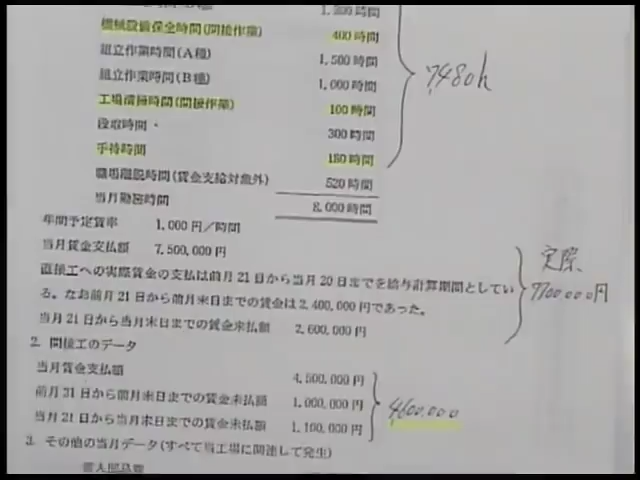 1,300時間
機械設備保全時間(間接作業) 400時間
組立作業時間(A種) 1,500時間
組立作業時間(B種) 1,000時間
工場清掃時間(間接作業) 100時間
段取時間 300時間
手待時間 180時間
職場離脱時間(賃金支給対象外) 520時間
当月勤務時間 8,000時間
7480h
年間予定賃率 1,000円/時間
当月賃金支払額 7,500,000円
直接工への実際賃金の支払は前月21日から当月20日までを給与計算期間としてい
る。なお前月21日から前月末日までの賃金は2,400,000円であった。
当月21日から当月末日までの賃金未払額 2,600,000円
実際
7700000円
2. 間接工のデータ
当月賃金支払額 4,500,000円
前月21日から前月末日までの賃金未払額 1,000,000円
当月21日から当月末日までの賃金未払額 1,100,000円
4600,000
3. その他の当月データ(すべて当工場に関連して発生)